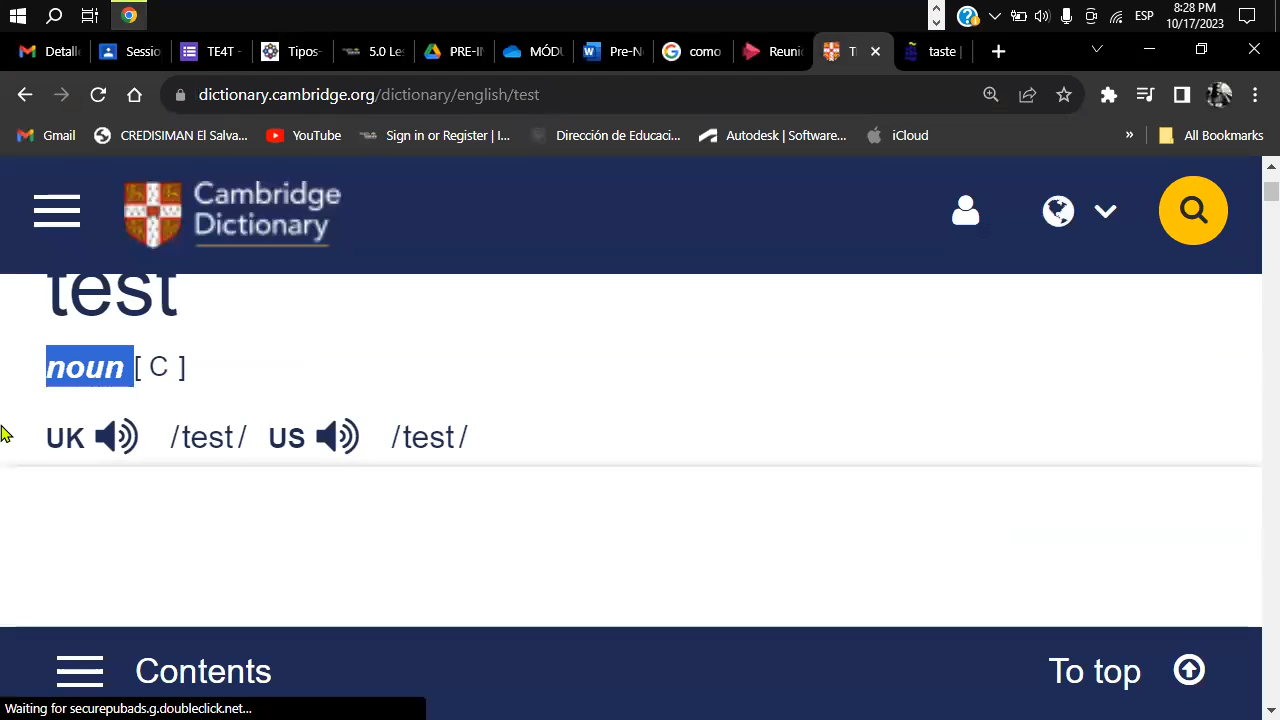 8:28 PM
ESP
10/17/2023
Detall
Sessio
TE4T -
Tipos-
5.0 Le
PRE-I
MÓDU
Pre-N
como
Reunio
T
taste |
dictionary.cambridge.org/dictionary/english/test
Gmail
CREDISIMAN El Salva...
YouTube
Sign in or Register | I...
Dirección de Educaci...
Autodesk | Software...
iCloud
»
All Bookmarks
Cambridge
Dictionary
test
noun [ C ]
UK /test/ US /test/
Contents
To top
Waiting for securepubads.g.doubleclick.net...